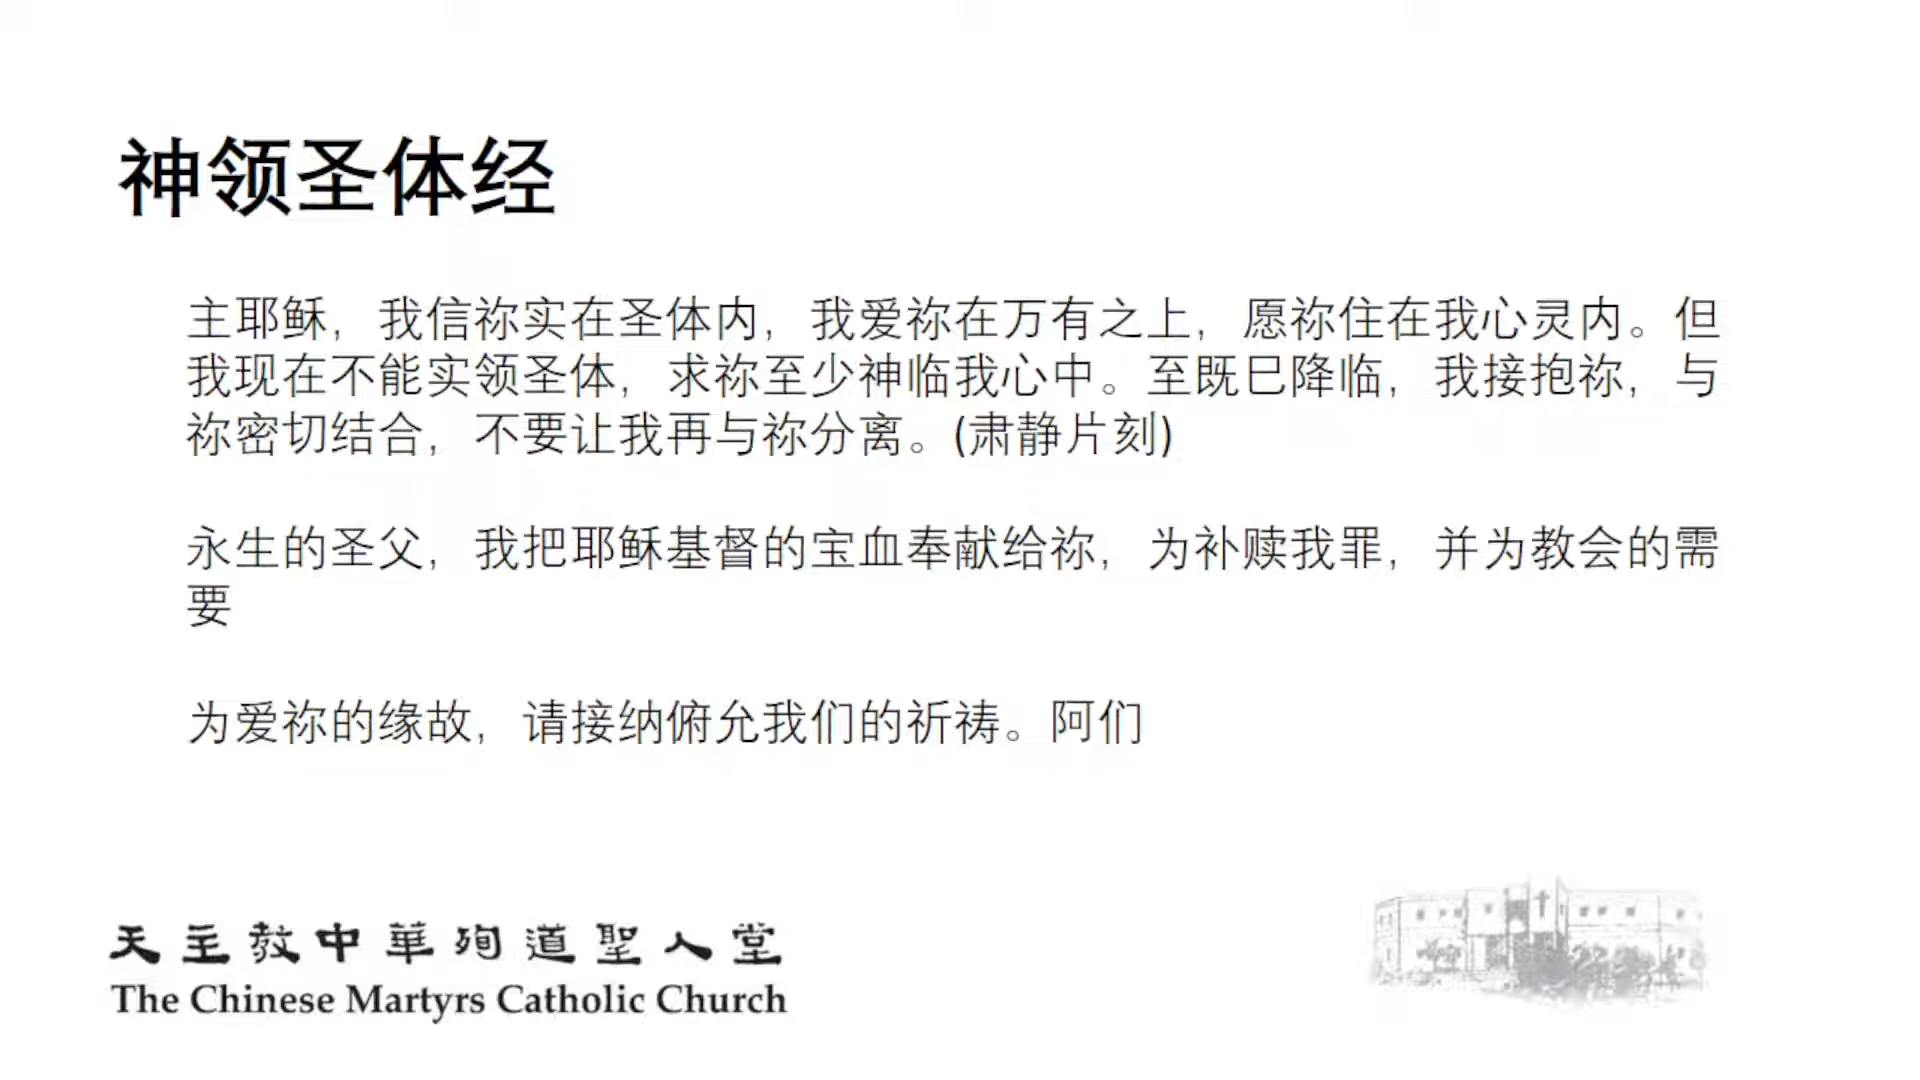 神领圣体经
主耶稣，我信祢实在圣体内，我爱祢在万有之上，愿祢住在我心灵内。但
我现在不能实领圣体，求祢至少神临我心中。至既巳降临，我接抱祢，与
祢密切结合，不要让我再与祢分离。(肃静片刻)
永生的圣父，我把耶稣基督的宝血奉献给祢，为补赎我罪，并为教会的需
要
为爱祢的缘故，请接纳俯允我们的祈祷。阿们
天主教中華殉道聖人堂
The Chinese Martyrs Catholic Church